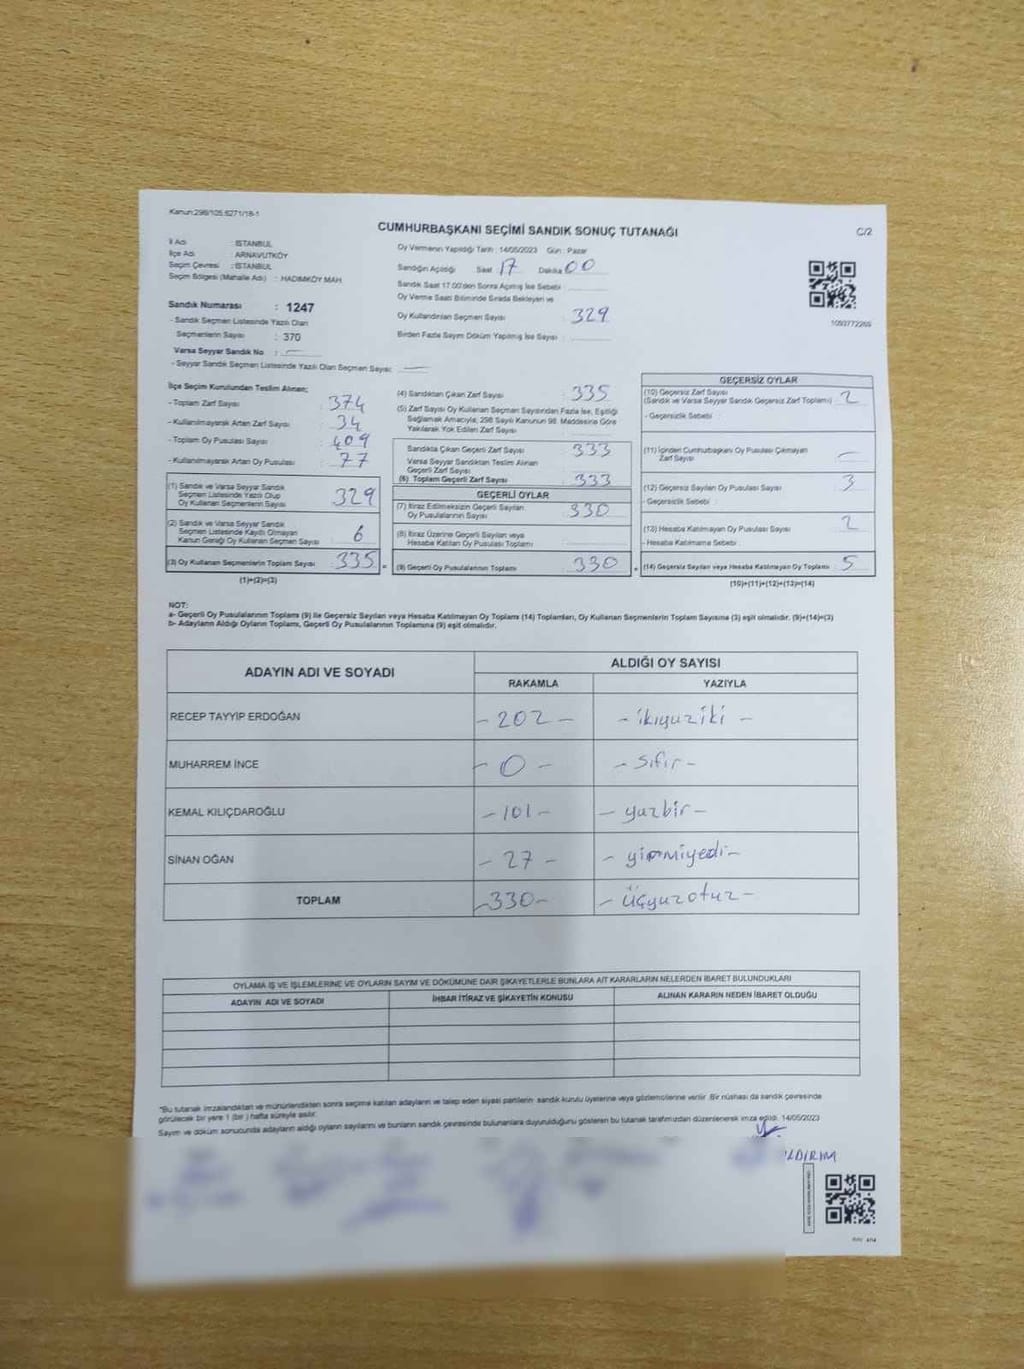 Kanun:298/105.6271/18-1
CUMHURBAŞKANI SEÇİMİ SANDIK SONUÇ TUTANAĞI
C/2
İl Adı : İSTANBUL
İlçe Adı : ARNAVUTKÖY
Seçim Çevresi : İSTANBUL
Seçim Bölgesi (Mahalle Adı) : HADIMKÖY MAH
Sandık Numarası : 1247
- Sandık Seçmen Listesinde Yazılı Olan
Seçmenlerin Sayısı : 370
Varsa Seyyar Sandık No : —
- Seyyar Sandık Seçmen Listesinde Yazılı Olan Seçmen Sayısı: —
Oy Vermenin Yapıldığı Tarih : 14/05/2023 Gün : Pazar
Sandığın Açıldığı Saat 17 Dakika 00
Sandık Saat 17.00'den Sonra Açılmış İse Sebebi :
Oy Verme Saati Bitiminde Sırada Bekleyen ve
Oy Kullandırılan Seçmen Sayısı : 329
Birden Fazla Sayım Döküm Yapılmış İse Sayısı :
1093772269
İlçe Seçim Kurulundan Teslim Alınan;
- Toplam Zarf Sayısı : 374
- Kullanılmayarak Artan Zarf Sayısı : 34
- Toplam Oy Pusulası Sayısı : 409
- Kullanılmayarak Artan Oy Pusulası : 77
(1) Sandık ve Varsa Seyyar Sandık
Seçmen Listesinde Yazılı Olup
Oy Kullanan Seçmenlerin Sayısı : 329
(2) Sandık ve Varsa Seyyar Sandık
Seçmen Listesinde Kayıtlı Olmayan
Kanun Gereği Oy Kullanan Seçmen Sayısı : 6
(3) Oy Kullanan Seçmenlerin Toplam Sayısı : 335
(1)+(2)=(3)
(4) Sandıktan Çıkan Zarf Sayısı : 335
(5) Zarf Sayısı Oy Kullanan Seçmen Sayısından Fazla İse, Eşitliği
Sağlamak Amacıyla; 298 Sayılı Kanunun 98. Maddesine Göre
Yakılarak Yok Edilen Zarf Sayısı :
Sandıkta Çıkan Geçerli Zarf Sayısı : 333
Varsa Seyyar Sandıktan Teslim Alınan
Geçerli Zarf Sayısı :
(6) Toplam Geçerli Zarf Sayısı : 333
GEÇERLİ OYLAR
(7) İtiraz Edilmeksizin Geçerli Sayılan
Oy Pusulalarının Sayısı : 330
(8) İtiraz Üzerine Geçerli Sayılan veya
Hesaba Katılan Oy Pusulası Toplamı :
(9) Geçerli Oy Pusulalarının Toplamı : 330
GEÇERSİZ OYLAR
(10) Geçersiz Zarf Sayısı
(Sandık ve Varsa Seyyar Sandık Geçersiz Zarf Toplamı) : 2
- Geçersizlik Sebebi :
(11) İçinden Cumhurbaşkanı Oy Pusulası Çıkmayan
Zarf Sayısı : —
(12) Geçersiz Sayılan Oy Pusulası Sayısı : 3
- Geçersizlik Sebebi :
(13) Hesaba Katılmayan Oy Pusulası Sayısı : 2
- Hesaba Katılmama Sebebi :
(14) Geçersiz Sayılan veya Hesaba Katılmayan Oy Toplamı : 5
(10)+(11)+(12)+(13)=(14)
NOT:
a- Geçerli Oy Pusulalarının Toplamı (9) ile Geçersiz Sayılan veya Hesaba Katılmayan Oy Toplamı (14) Toplamları, Oy Kullanan Seçmenlerin Toplam Sayısına (3) eşit olmalıdır. (9)+(14)=(3)
b- Adayların Aldığı Oyların Toplamı, Geçerli Oy Pusulalarının Toplamına (9) eşit olmalıdır.
ADAYIN ADI VE SOYADI
ALDIĞI OY SAYISI
RAKAMLA YAZIYLA
RECEP TAYYİP ERDOĞAN - 202 - - ikiyuziki -
MUHARREM İNCE - 0 - - Sıfır -
KEMAL KILIÇDAROĞLU - 101 - - yuzbir -
SİNAN OĞAN - 27 - - yirmiyedi -
TOPLAM - 330 - - üçyuzotuz -
OYLAMA İŞ VE İŞLEMLERİNE VE OYLARIN SAYIM VE DÖKÜMÜNE DAİR ŞİKAYETLERLE BUNLARA AİT KARARLARIN NELERDEN İBARET BULUNDUKLARI
ADAYIN ADI VE SOYADI İHBAR İTİRAZ VE ŞİKAYETİN KONUSU ALINAN KARARIN NEDEN İBARET OLDUĞU
"Bu tutanak imzalandıktan ve mühürlendikten sonra seçime katılan adayların ve talep eden siyasi partilerin sandık kurulu üyelerine veya gözlemcilerine verilir. Bir nüshası da sandık çevresinde
görülecek bir yere 1 (bir ) hafta süreyle asılır.
Sayım ve döküm sonucunda adayların aldığı oyların sayılarını ve bunların sandık çevresinde bulunanlara duyurulduğunu gösteren bu tutanak tarafımızdan düzenlenerek imza edildi. 14/05/2023
ILDIRIM